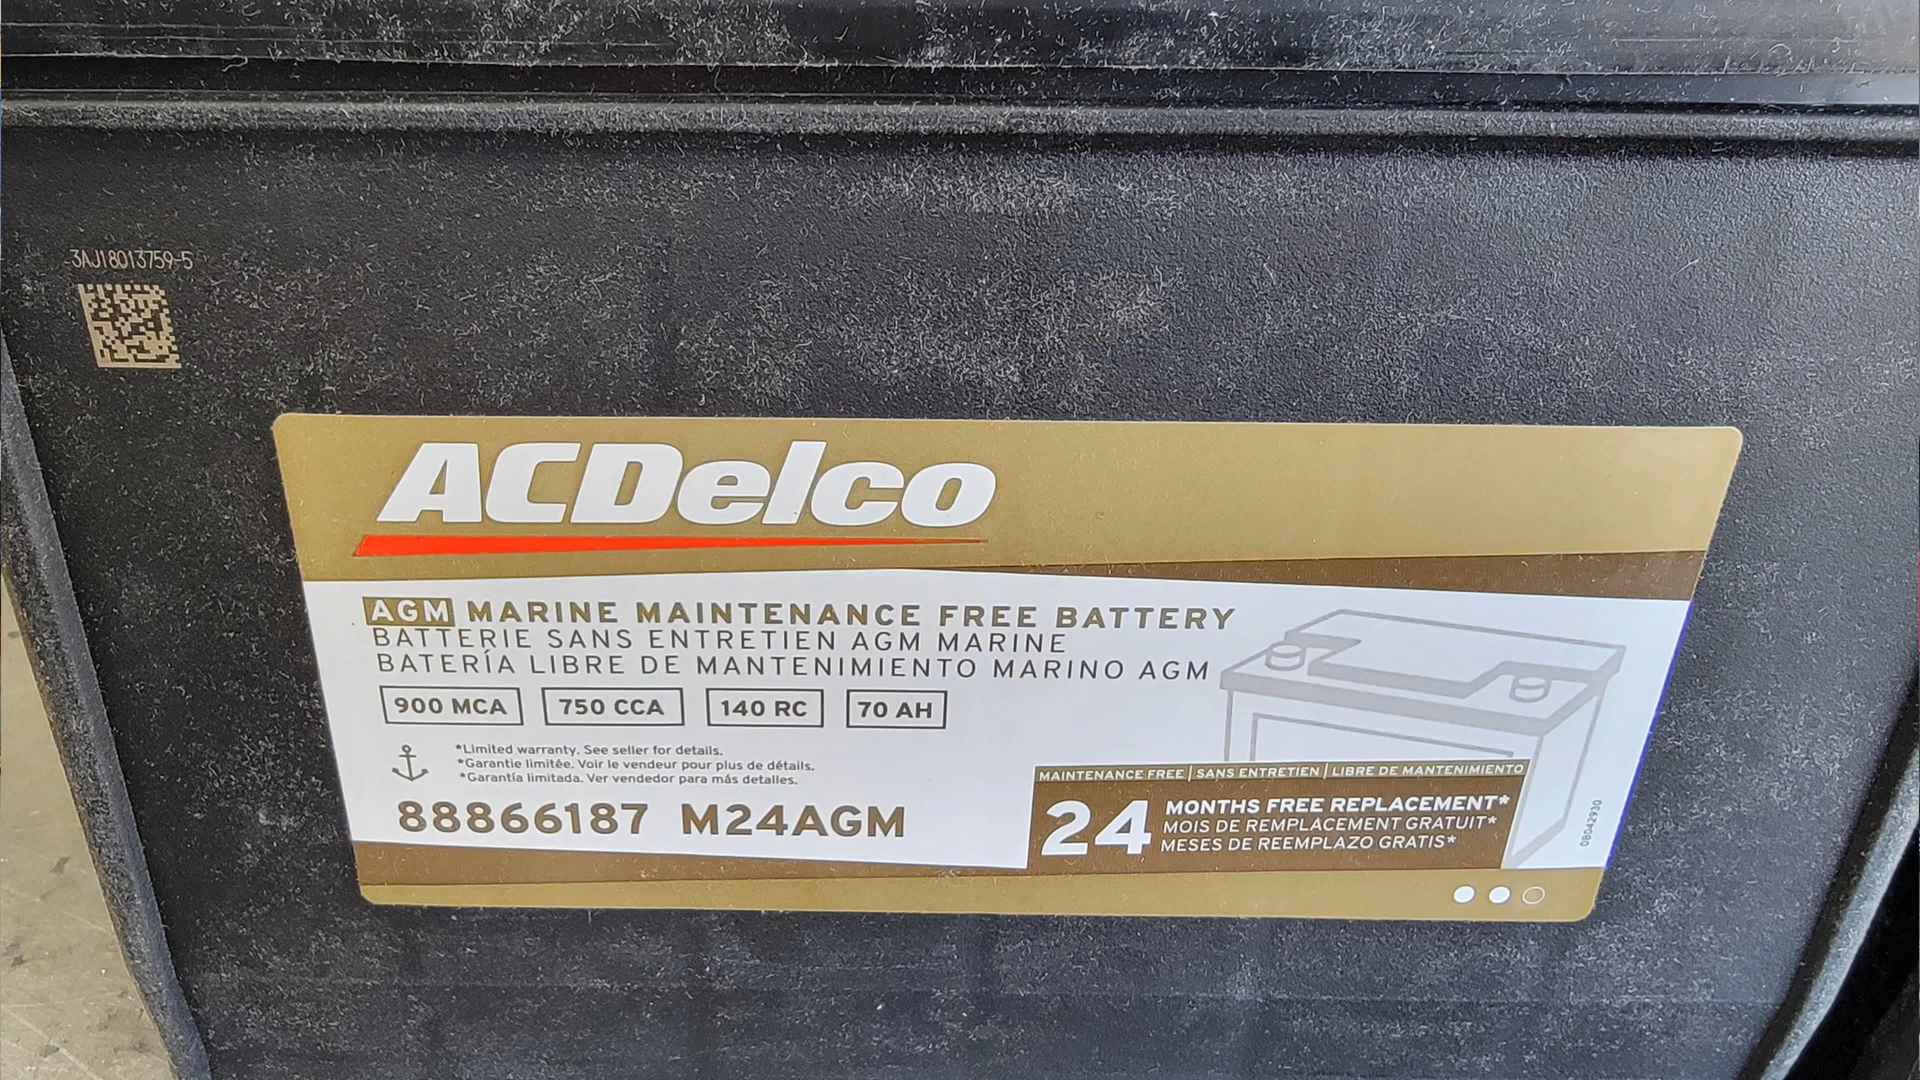 3AJ18013759-5
ACDelco
AGM MARINE MAINTENANCE FREE BATTERY
BATTERIE SANS ENTRETIEN AGM MARINE
BATERÍA LIBRE DE MANTENIMIENTO MARINO AGM
900 MCA 750 CCA 140 RC 70 AH
*Limited warranty. See seller for details.
*Garantie limitée. Voir le vendeur pour plus de détails.
*Garantía limitada. Ver vendedor para más detalles.
88866187 M24AGM
MAINTENANCE FREE | SANS ENTRETIEN | LIBRE DE MANTENIMIENTO
24 MONTHS FREE REPLACEMENT*
MOIS DE REMPLACEMENT GRATUIT*
MESES DE REEMPLAZO GRATIS*
08042930